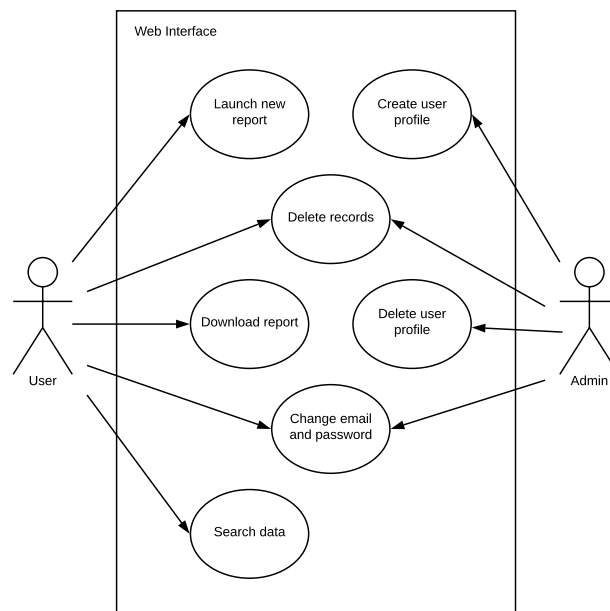 Web Interface
Launch new
report
Create user
profile
Delete records
Download report
Delete user
profile
User
Admin
Change email
and password
Search data